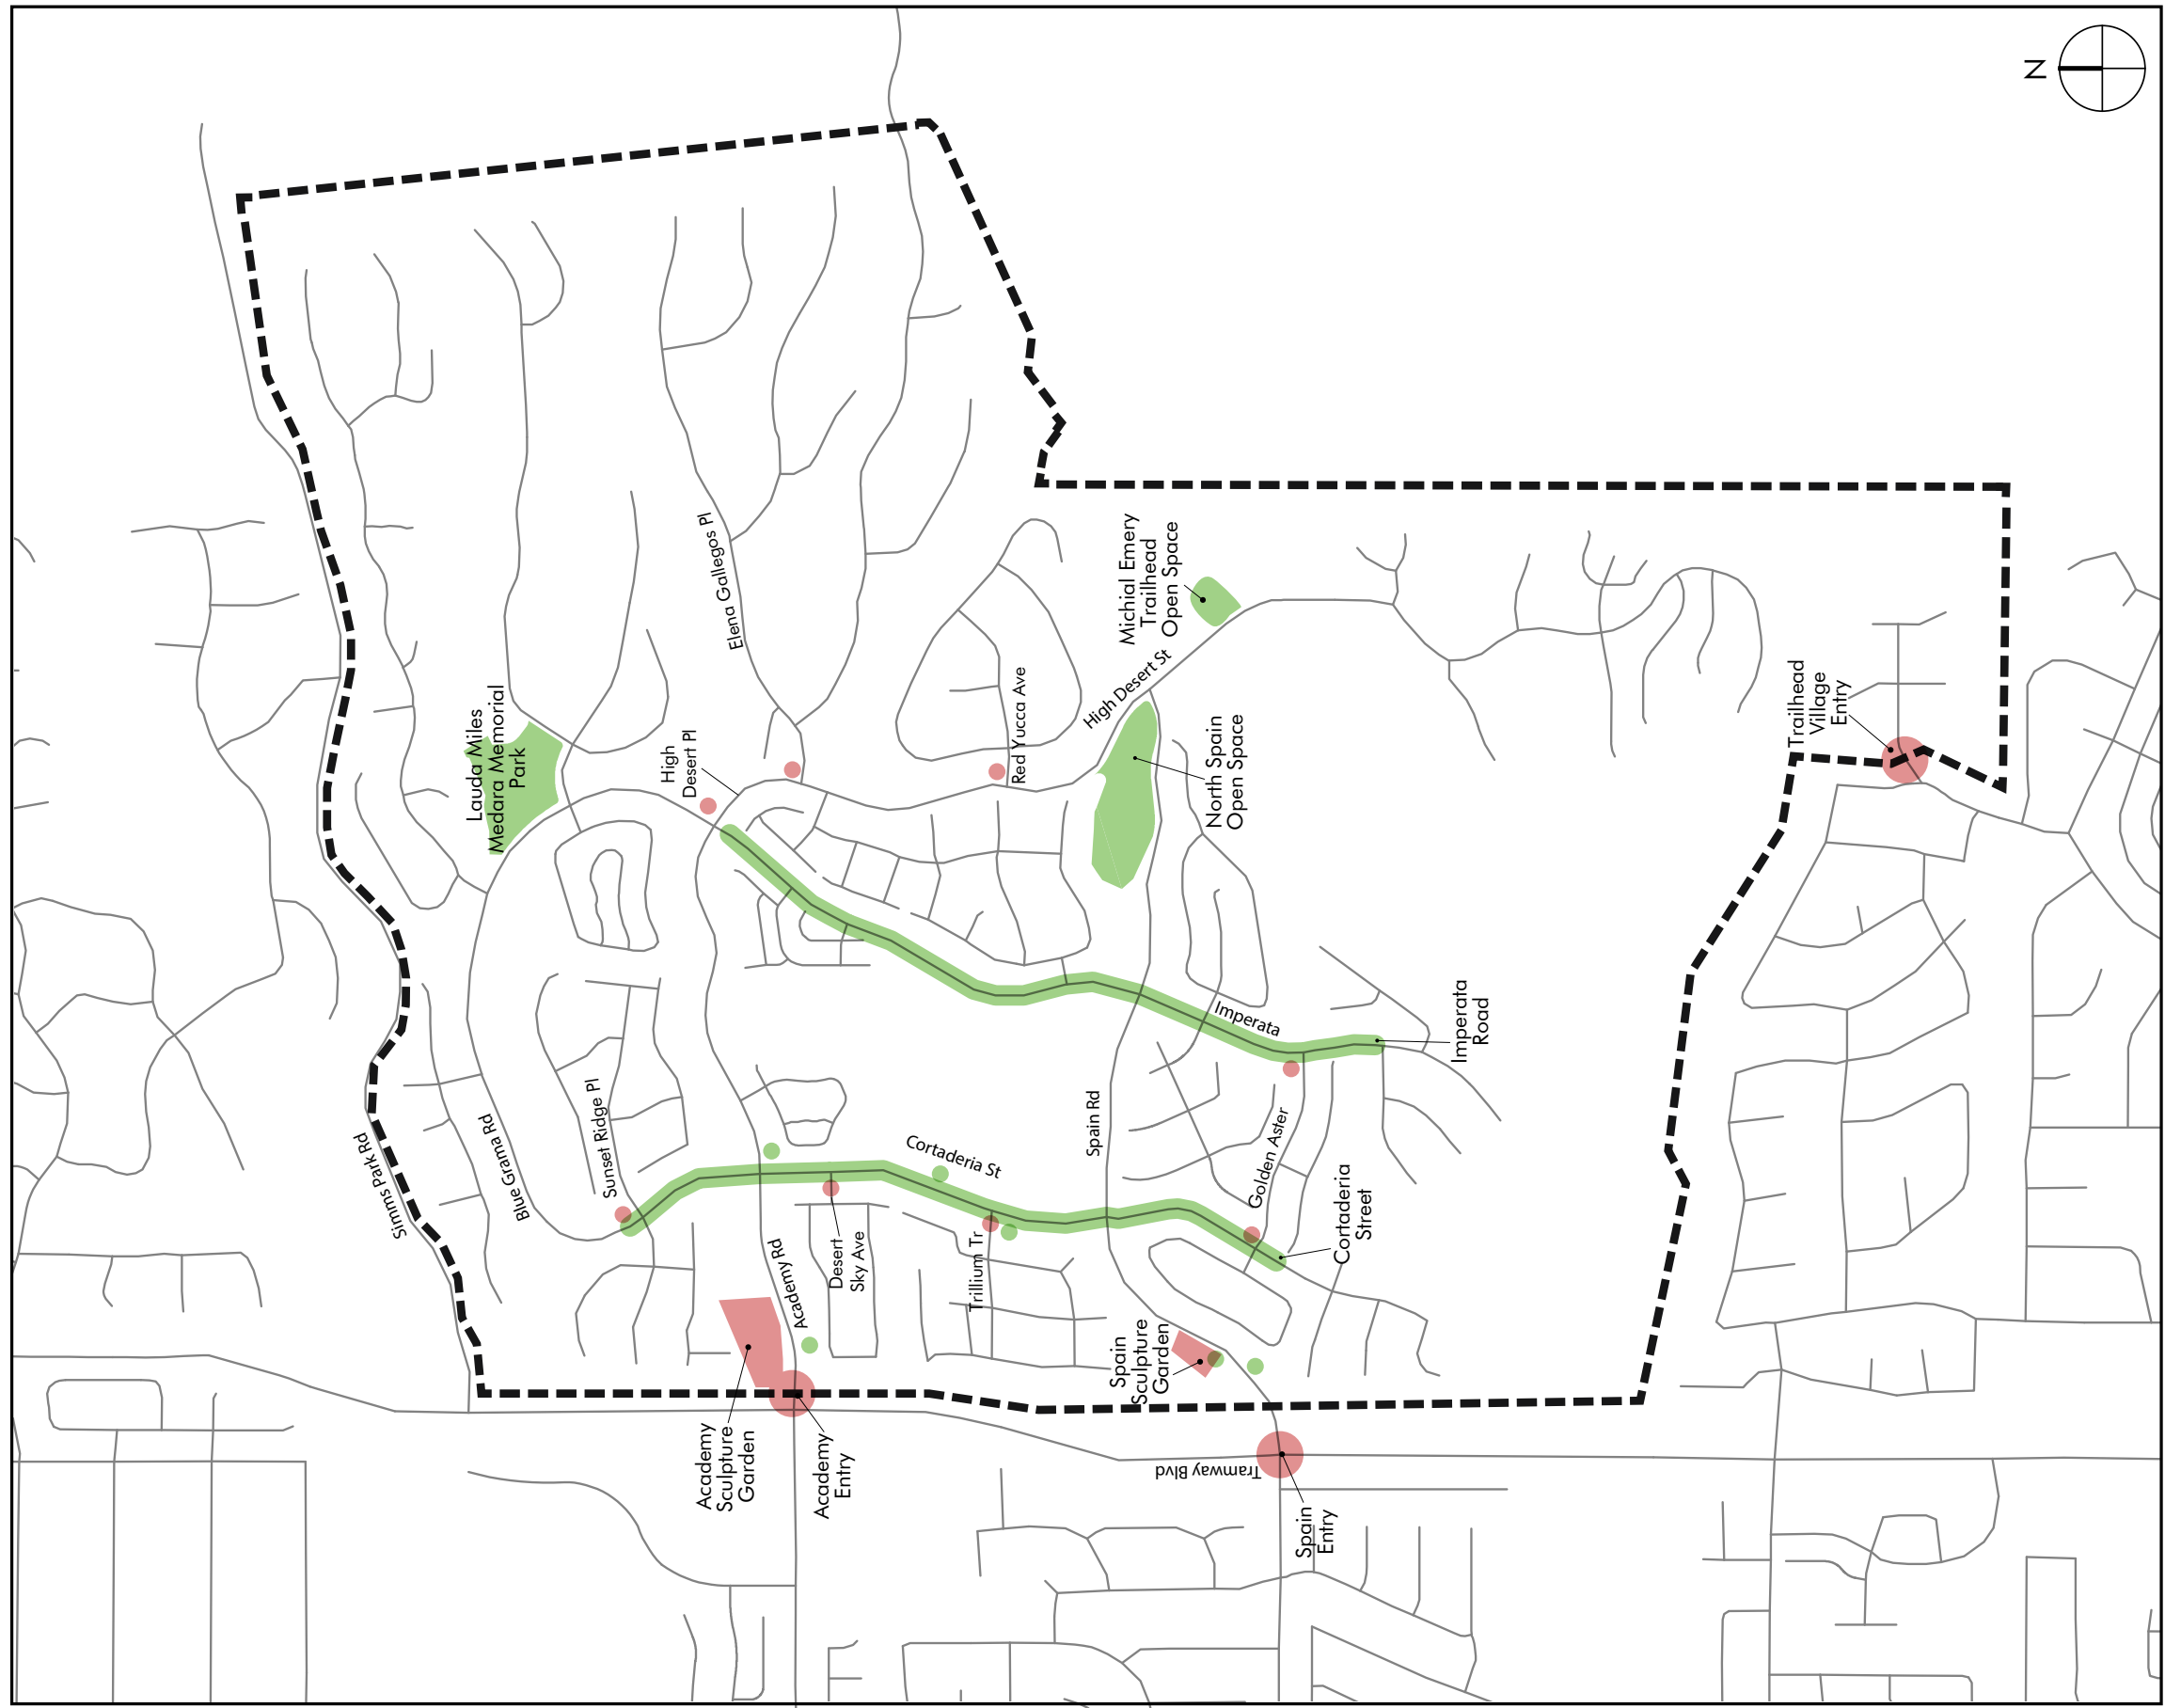 N
Elena Gallegos Pl
Michial Emery
Trailhead
Open Space
High Desert St
Lauda Miles
Medara Memorial
Park
High
Desert Pl
Red Yucca Ave
North Spain
Open Space
Trailhead
Village
Entry
Imperata
Imperata
Road
Simms Park Rd
Blue Grama Rd
Sunset Ridge Pl
Cortaderia St
Spain Rd
Golden Aster
Cortaderia
Street
Academy Rd
Desert
Sky Ave
Trillium Tr
Spain
Sculpture
Garden
Academy
Sculpture
Garden
Academy
Entry
Tramway Blvd
Spain
Entry